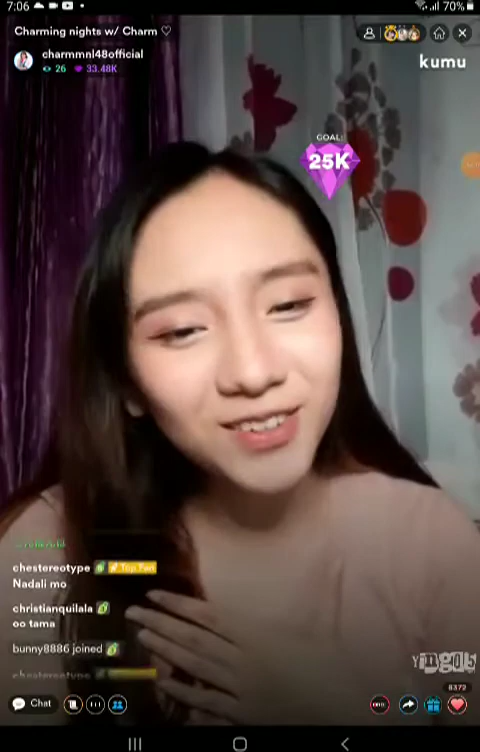 7:06
70%
Charming nights w/ Charm ♡
charmmnl48official
26 33.48K
kumu
GOAL:
25K
chestereotype Top Fan
Nadali mo
christianquilala
oo tama
bunny8886 joined
chestereotype
8372
Chat